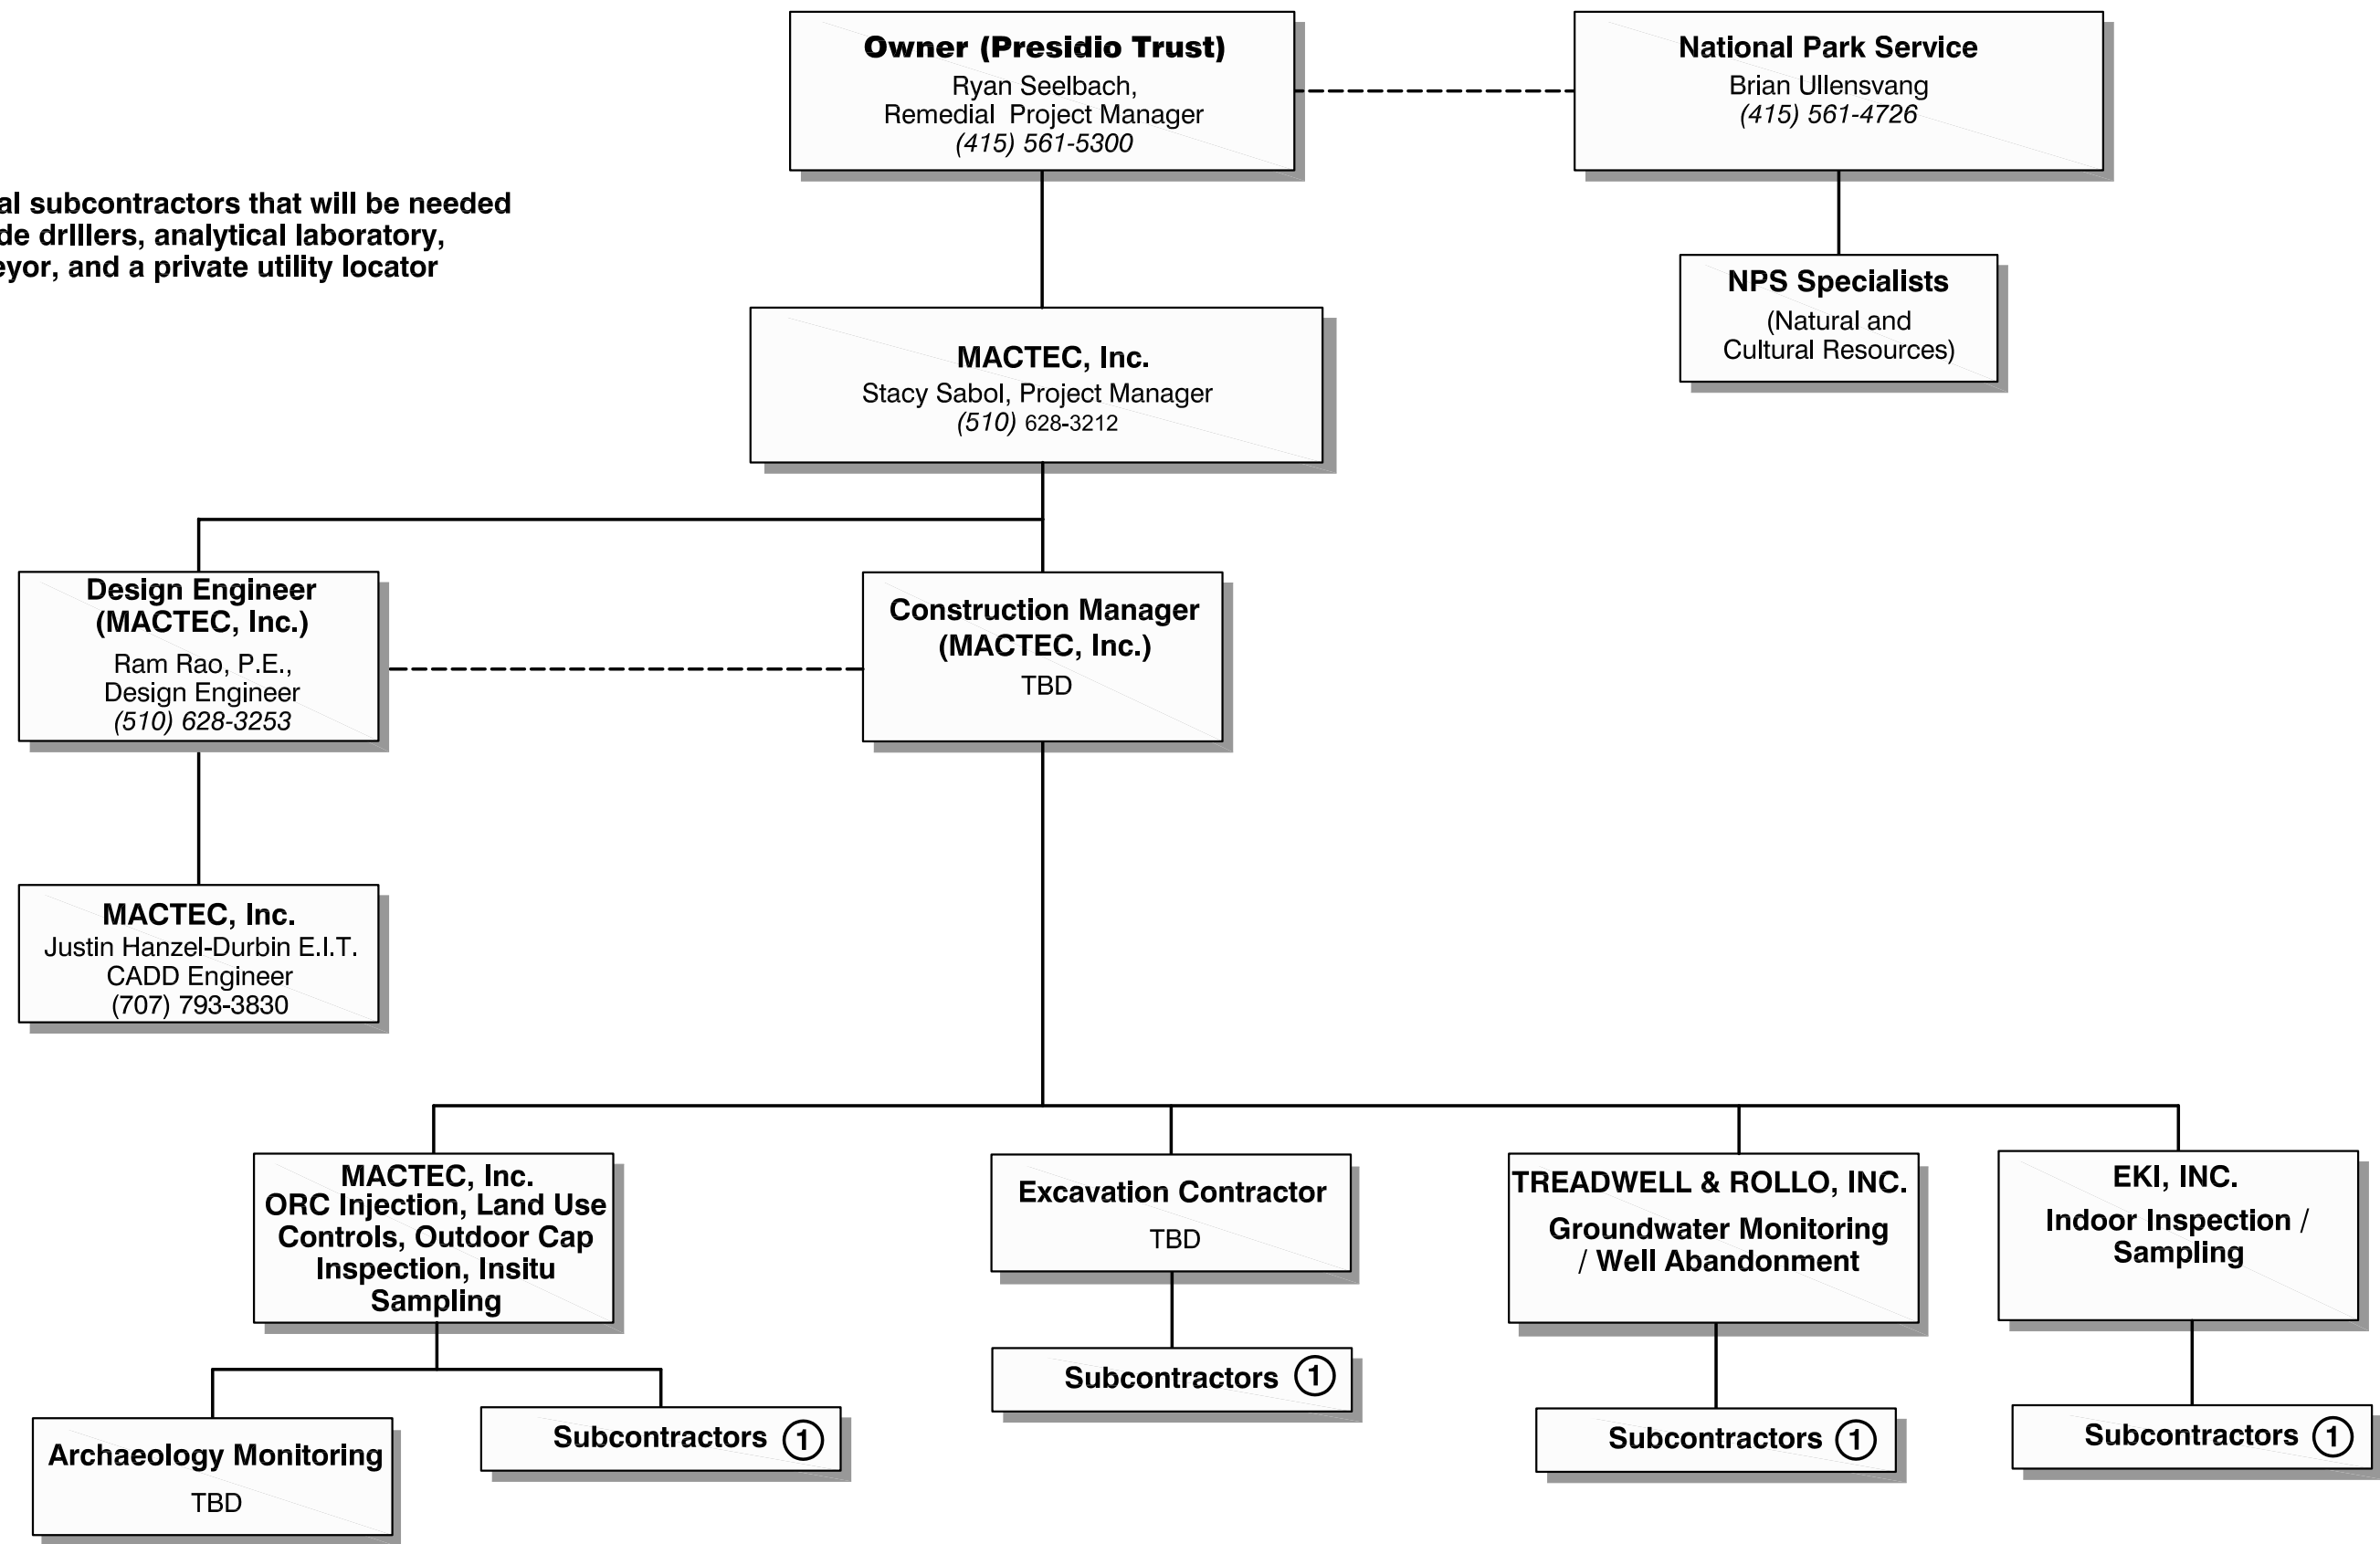 Owner (Presidio Trust)
Ryan Seelbach,
Remedial Project Manager
(415) 561-5300
National Park Service
Brian Ullensvang
(415) 561-4726
al subcontractors that will be needed
de drIllers, analytical laboratory,
eyor, and a private utility locator
NPS Specialists
(Natural and
Cultural Resources)
MACTEC, Inc.
Stacy Sabol, Project Manager
(510) 628-3212
Design Engineer
(MACTEC, Inc.)
Ram Rao, P.E.,
Design Engineer
(510) 628-3253
Construction Manager
(MACTEC, Inc.)
TBD
MACTEC, Inc.
Justin Hanzel-Durbin E.I.T.
CADD Engineer
(707) 793-3830
MACTEC, Inc.
ORC Injection, Land Use
Controls, Outdoor Cap
Inspection, Insitu
Sampling
Excavation Contractor
TBD
TREADWELL & ROLLO, INC.
Groundwater Monitoring
/ Well Abandonment
EKI, INC.
Indoor Inspection /
Sampling
Archaeology Monitoring
TBD
Subcontractors 1
Subcontractors 1
Subcontractors 1
Subcontractors 1